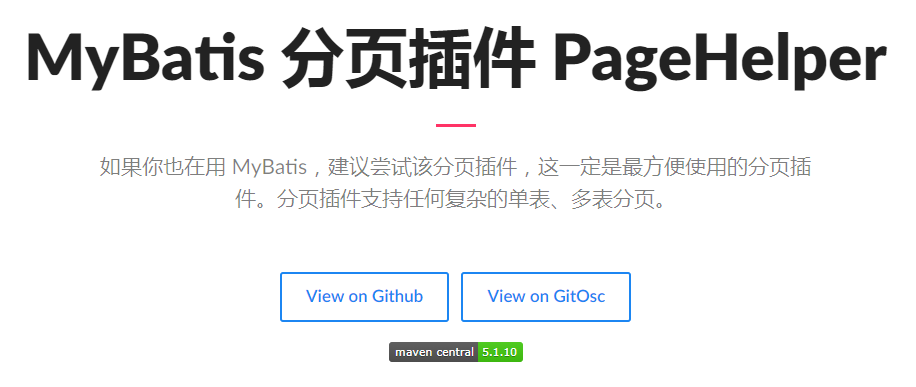 MyBatis 分页插件 PageHelper
如果你也在用 MyBatis，建议尝试该分页插件，这一定是最方便使用的分页插
件。分页插件支持任何复杂的单表、多表分页。
View on Github View on GitOsc
maven central 5.1.10